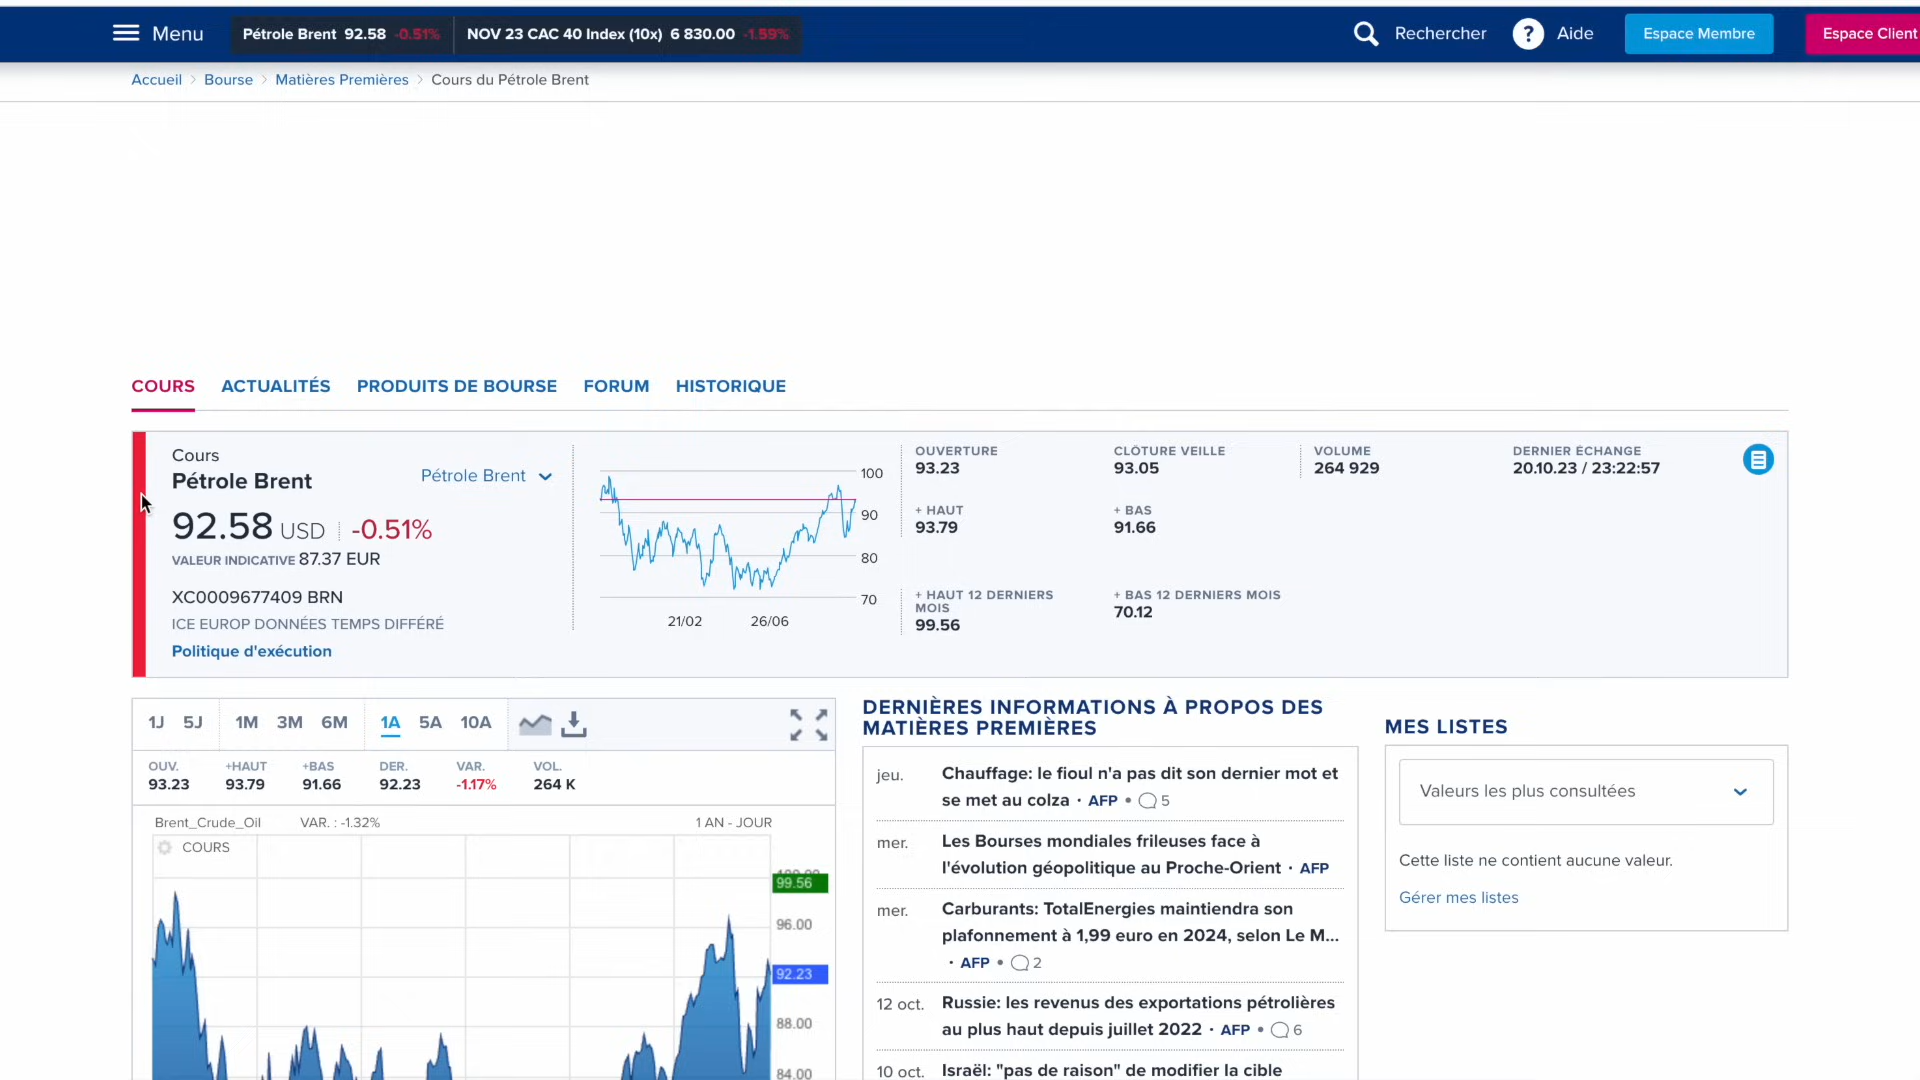 Menu
Pétrole Brent 92.58 -0.51%
NOV 23 CAC 40 Index (10x) 6 830.00 -1.59%
Rechercher
? Aide
Espace Membre
Espace Client
Accueil > Bourse > Matières Premières > Cours du Pétrole Brent
COURS
ACTUALITÉS
PRODUITS DE BOURSE
FORUM
HISTORIQUE
Cours
Pétrole Brent
Pétrole Brent
92.58 USD -0.51%
VALEUR INDICATIVE 87.37 EUR
XC0009677409 BRN
ICE EUROP DONNÉES TEMPS DIFFÉRÉ
Politique d'exécution
100
90
80
70
21/02 26/06
OUVERTURE
93.23
CLÔTURE VEILLE
93.05
VOLUME
264 929
DERNIER ÉCHANGE
20.10.23 / 23:22:57
+ HAUT
93.79
+ BAS
91.66
+ HAUT 12 DERNIERS
MOIS
99.56
+ BAS 12 DERNIERS MOIS
70.12
1J 5J 1M 3M 6M 1A 5A 10A
OUV. +HAUT +BAS DER. VAR. VOL.
93.23 93.79 91.66 92.23 -1.17% 264 K
Brent_Crude_Oil VAR. : -1.32% 1 AN - JOUR
COURS
99.56
96.00
92.23
88.00
84.00
DERNIÈRES INFORMATIONS À PROPOS DES
MATIÈRES PREMIÈRES
jeu. Chauffage: le fioul n'a pas dit son dernier mot et
se met au colza • AFP • 5
mer. Les Bourses mondiales frileuses face à
l'évolution géopolitique au Proche-Orient • AFP
mer. Carburants: TotalEnergies maintiendra son
plafonnement à 1,99 euro en 2024, selon Le M...
• AFP • 2
12 oct. Russie: les revenus des exportations pétrolières
au plus haut depuis juillet 2022 • AFP • 6
10 oct. Israël: "pas de raison" de modifier la cible
MES LISTES
Valeurs les plus consultées
Cette liste ne contient aucune valeur.
Gérer mes listes